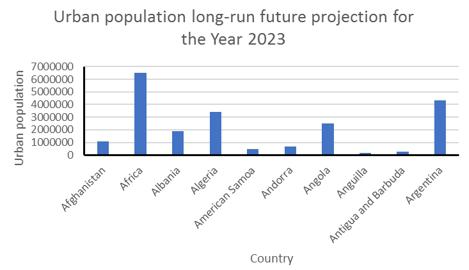 Urban population long-run future projection for
the Year 2023
Urban population
7000000
6000000
5000000
4000000
3000000
2000000
1000000
0
Afghanistan
Africa
Albania
Algeria
American Samoa
Andorra
Angola
Anguilla
Antigua and Barbuda
Argentina
Country